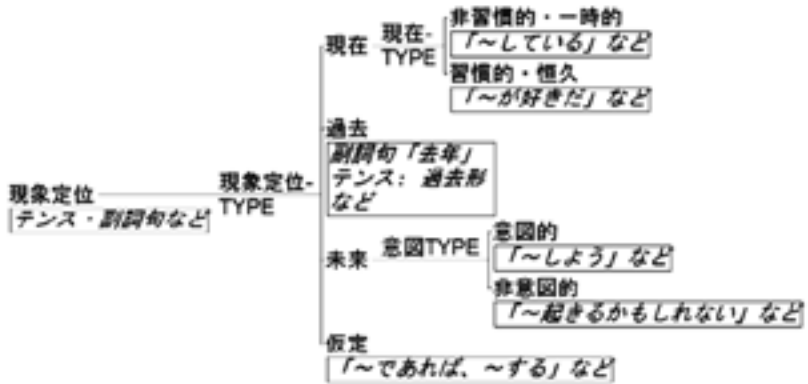 非習慣的・一時的
現在 現在-TYPE
「～している」など
習慣的・恒久
「～が好きだ」など
過去
副詞句「去年」
テンス： 過去形
など
現象定位 現象定位-TYPE
テンス・副詞句など
意図的
未来 意図TYPE
「～しよう」など
非意図的
「～起きるかもしれない」など
仮定
「～であれば、～する」など